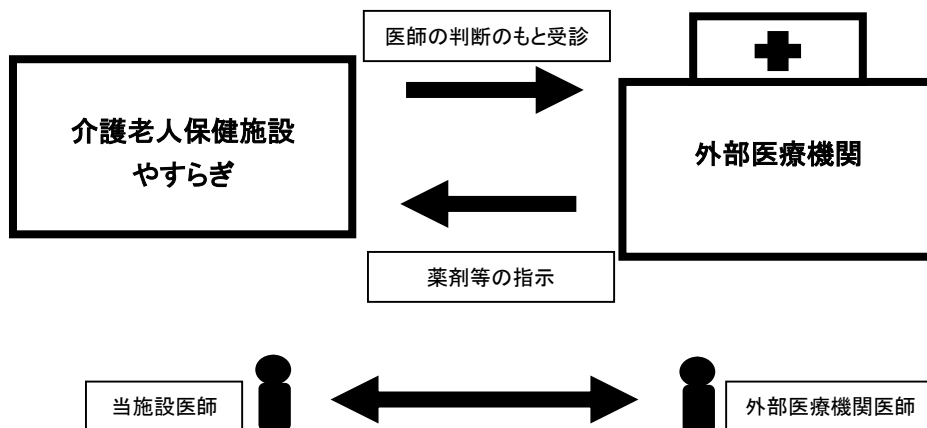 医師の判断のもと受診
介護老人保健施設
やすらぎ
外部医療機関
薬剤等の指示
当施設医師
外部医療機関医師